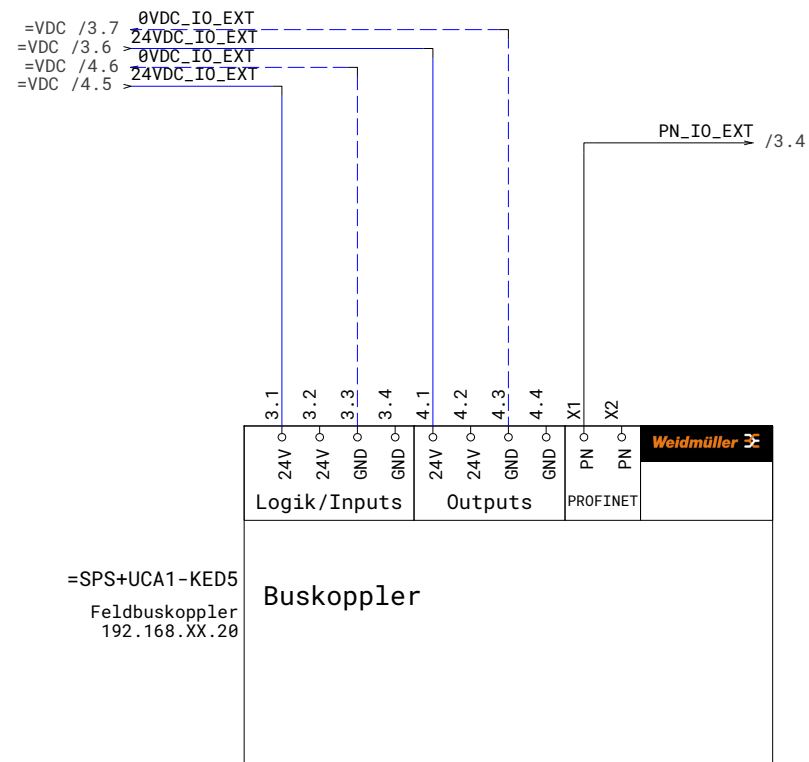 0VDC_IO_EXT
=VDC /3.7
24VDC_IO_EXT
=VDC /3.6
0VDC_IO_EXT
=VDC /4.6
24VDC_IO_EXT
=VDC /4.5
PN_IO_EXT /3.4
3.1 3.2 3.3 3.4 4.1 4.2 4.3 4.4 X1 X2
24V 24V GND GND 24V 24V GND GND PN PN
Weidmüller
Logik/Inputs Outputs PROFINET
=SPS+UCA1-KED5
Feldbuskoppler
192.168.XX.20
Buskoppler